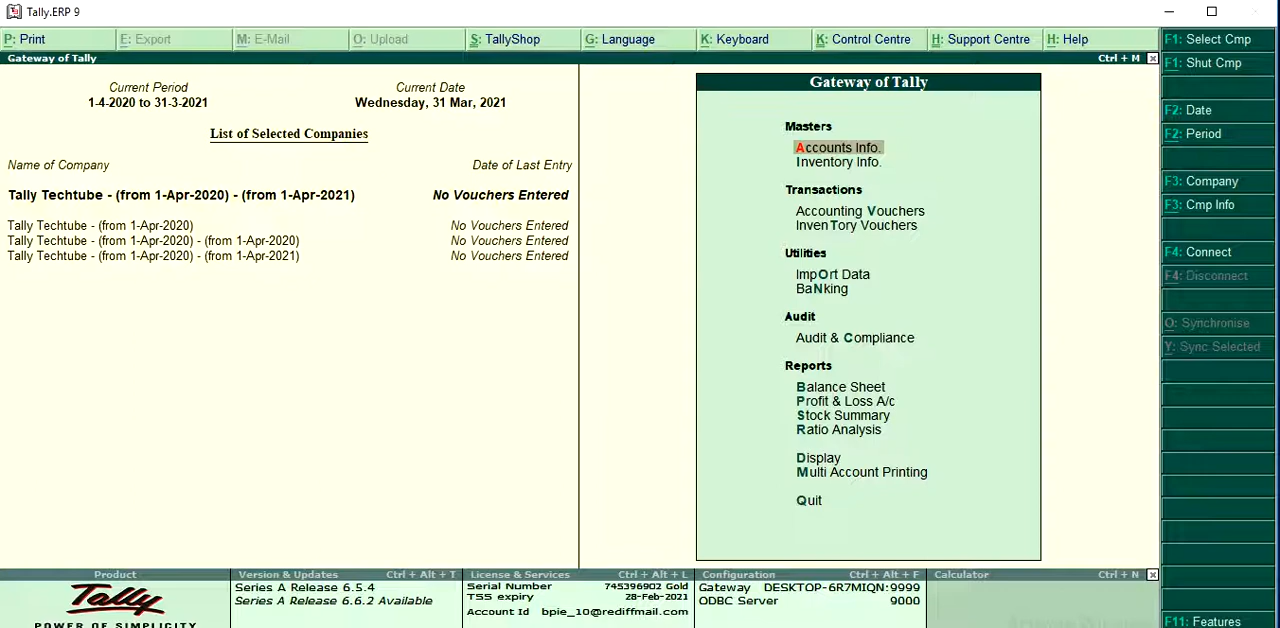 Tally.ERP 9
P: Print
E: Export
M: E-Mail
O: Upload
S: TallyShop
G: Language
K: Keyboard
K: Control Centre
H: Support Centre
H: Help
Gateway of Tally
Ctrl + M
Current Period
1-4-2020 to 31-3-2021
Current Date
Wednesday, 31 Mar, 2021
List of Selected Companies
Name of Company
Date of Last Entry
Tally Techtube - (from 1-Apr-2020) - (from 1-Apr-2021) No Vouchers Entered
Tally Techtube - (from 1-Apr-2020) No Vouchers Entered
Tally Techtube - (from 1-Apr-2020) - (from 1-Apr-2020) No Vouchers Entered
Tally Techtube - (from 1-Apr-2020) - (from 1-Apr-2021) No Vouchers Entered
Gateway of Tally
Masters
Accounts Info.
Inventory Info.
Transactions
Accounting Vouchers
InvenTory Vouchers
Utilities
ImpOrt Data
BaNking
Audit
Audit & Compliance
Reports
Balance Sheet
Profit & Loss A/c
Stock Summary
Ratio Analysis
Display
Multi Account Printing
Quit
F1: Select Cmp
F1: Shut Cmp
F2: Date
F2: Period
F3: Company
F3: Cmp Info
F4: Connect
F4: Disconnect
O: Synchronise
Y: Sync Selected
F11: Features
Product
Tally
POWER OF SIMPLICITY
Version & Updates Ctrl + Alt + T
Series A Release 6.5.4
Series A Release 6.6.2 Available
License & Services Ctrl + Alt + L
Serial Number 745396902 Gold
TSS expiry 28-Feb-2021
Account Id bpie_10@rediffmail.com
Configuration Ctrl + Alt + F
Gateway DESKTOP-6R7MIQN:9999
ODBC Server 9000
Calculator Ctrl + N